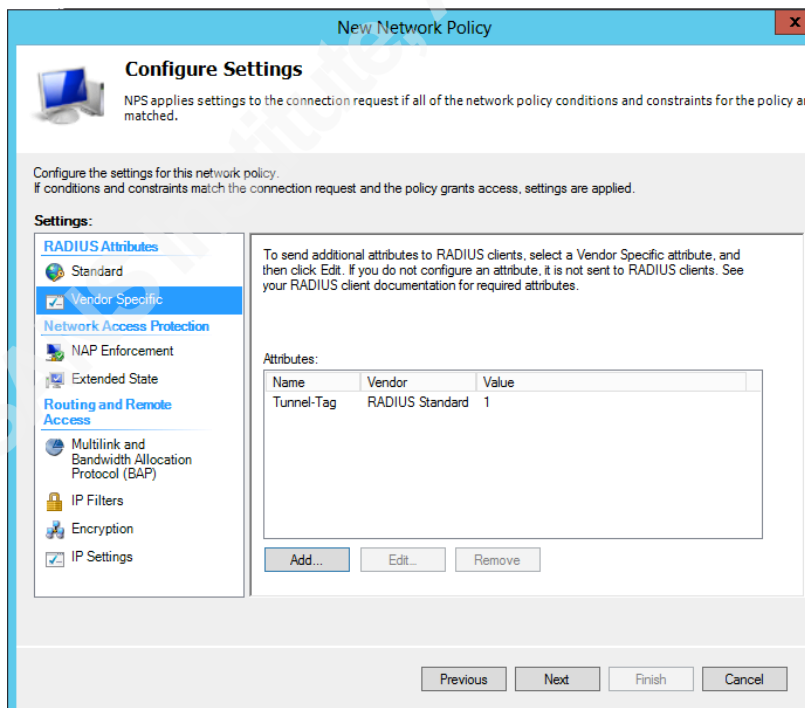 New Network Policy
x
Configure Settings
NPS applies settings to the connection request if all of the network policy conditions and constraints for the policy a
matched.
Configure the settings for this network policy.
If conditions and constraints match the connection request and the policy grants access, settings are applied.
Settings:
RADIUS Attributes
Standard
Vendor Specific
Network Access Protection
NAP Enforcement
Extended State
Routing and Remote
Access
Multilink and
Bandwidth Allocation
Protocol (BAP)
IP Filters
Encryption
IP Settings
To send additional attributes to RADIUS clients, select a Vendor Specific attribute, and
then click Edit. If you do not configure an attribute, it is not sent to RADIUS clients. See
your RADIUS client documentation for required attributes.
Attributes:
Name Vendor Value
Tunnel-Tag RADIUS Standard 1
Add... Edit... Remove
Previous Next Finish Cancel